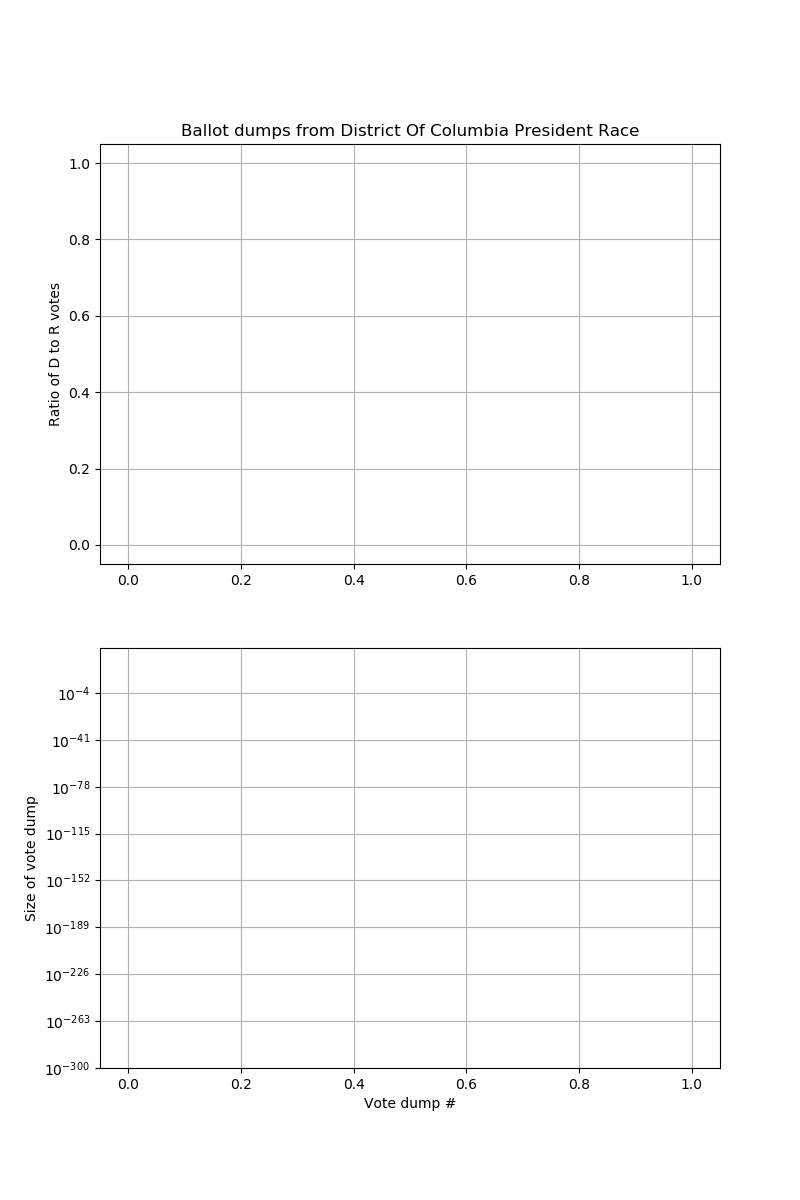 Ballot dumps from District Of Columbia President Race
1.0
0.8
0.6
0.4
0.2
0.0
Ratio of D to R votes
0.0 0.2 0.4 0.6 0.8 1.0
10⁻⁴
10⁻⁴¹
10⁻⁷⁸
10⁻¹¹⁵
10⁻¹⁵²
10⁻¹⁸⁹
10⁻²²⁶
10⁻²⁶³
10⁻³⁰⁰
Size of vote dump
0.0 0.2 0.4 0.6 0.8 1.0
Vote dump #